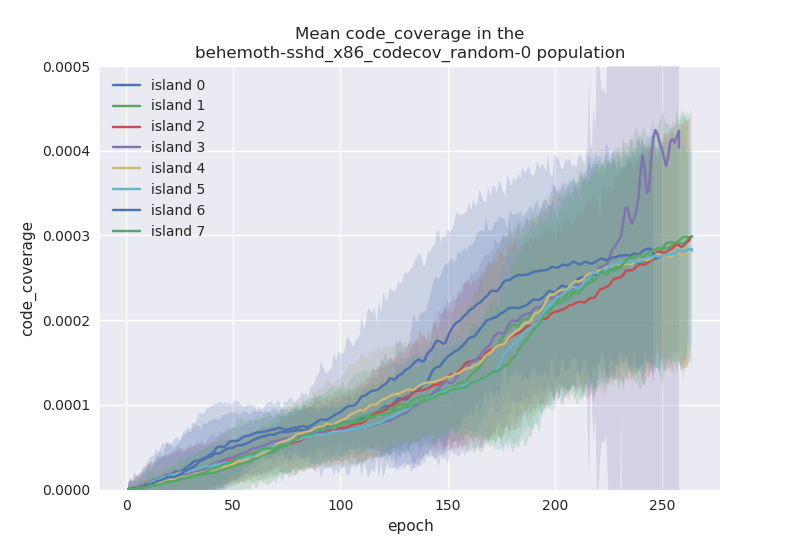 Mean code_coverage in the
behemoth-sshd_x86_codecov_random-0 population
0.0005
0.0004
0.0003
0.0002
0.0001
0.0000
code_coverage
island 0
island 1
island 2
island 3
island 4
island 5
island 6
island 7
0 50 100 150 200 250
epoch